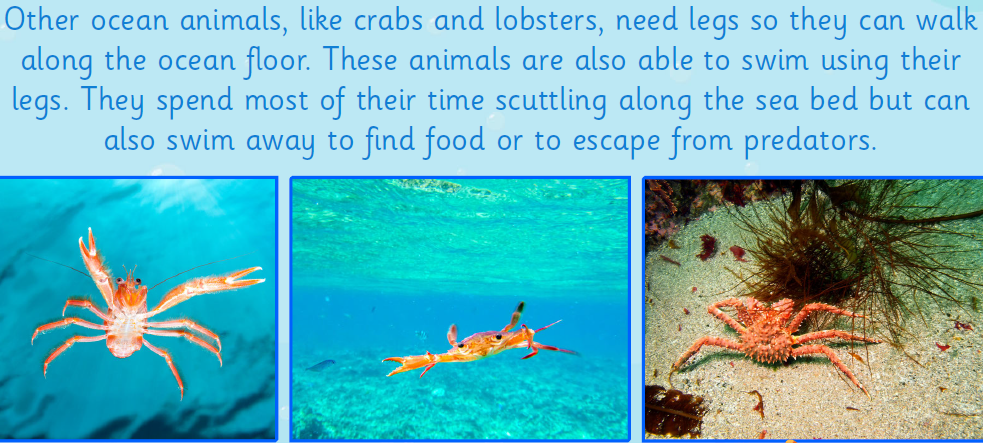 Other ocean animals, like crabs and lobsters, need legs so they can walk
along the ocean floor. These animals are also able to swim using their
legs. They spend most of their time scuttling along the sea bed but can
also swim away to find food or to escape from predators.